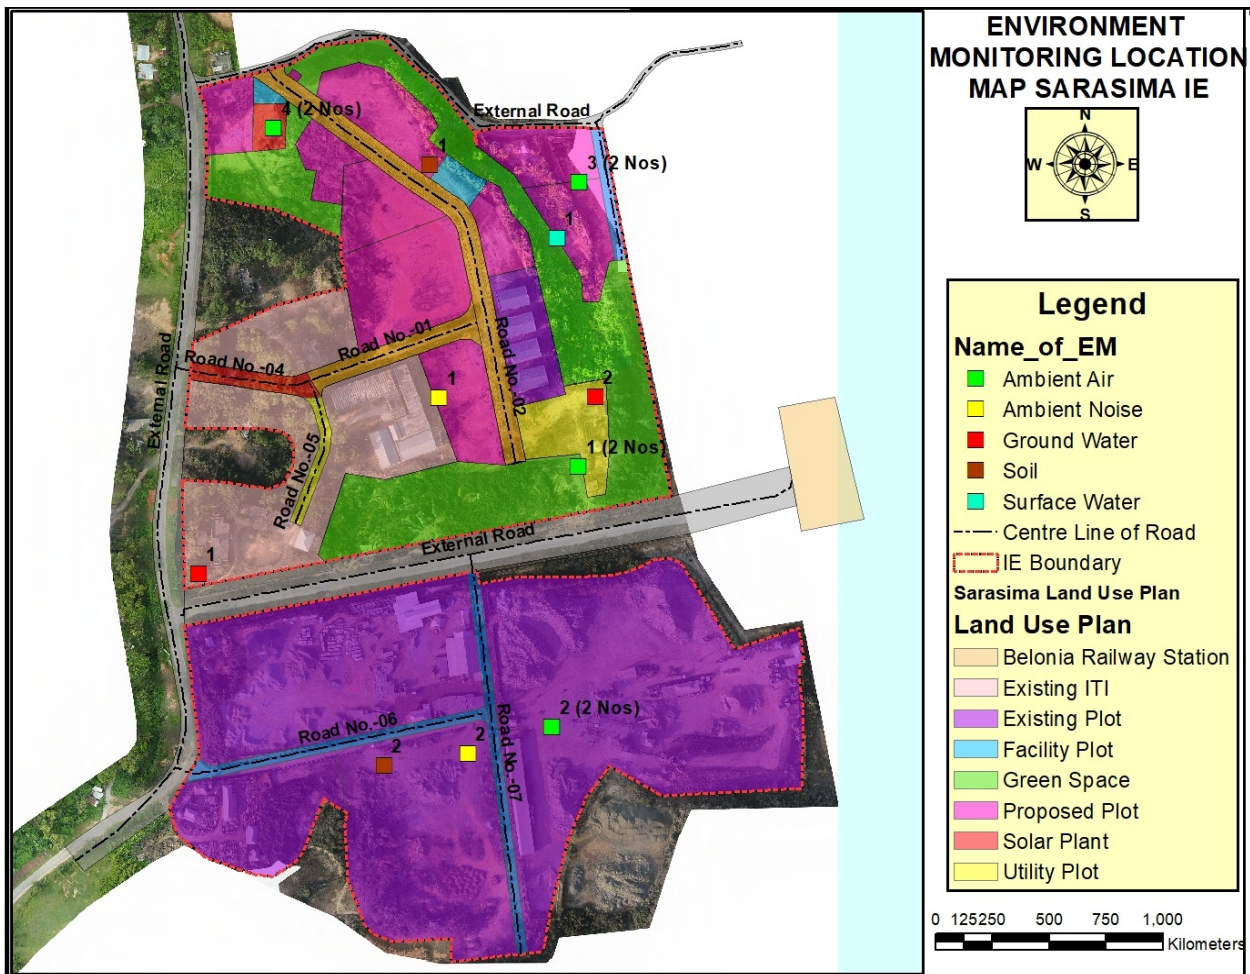 ENVIRONMENT
MONITORING LOCATION
MAP SARASIMA IE
N
W
E
S
External Road
4 (2 Nos)
1
3 (2 Nos)
1
External Road
Road No.-04
Road No.-01
Road No.-02
1
2
Road No.-05
1 (2 Nos)
External Road
1
Road No.-06
2 (2 Nos)
2
2
Road No.-07
Legend
Name_of_EM
Ambient Air
Ambient Noise
Ground Water
Soil
Surface Water
Centre Line of Road
IE Boundary
Sarasima Land Use Plan
Land Use Plan
Belonia Railway Station
Existing ITI
Existing Plot
Facility Plot
Green Space
Proposed Plot
Solar Plant
Utility Plot
0 125250 500 750 1,000
Kilometers